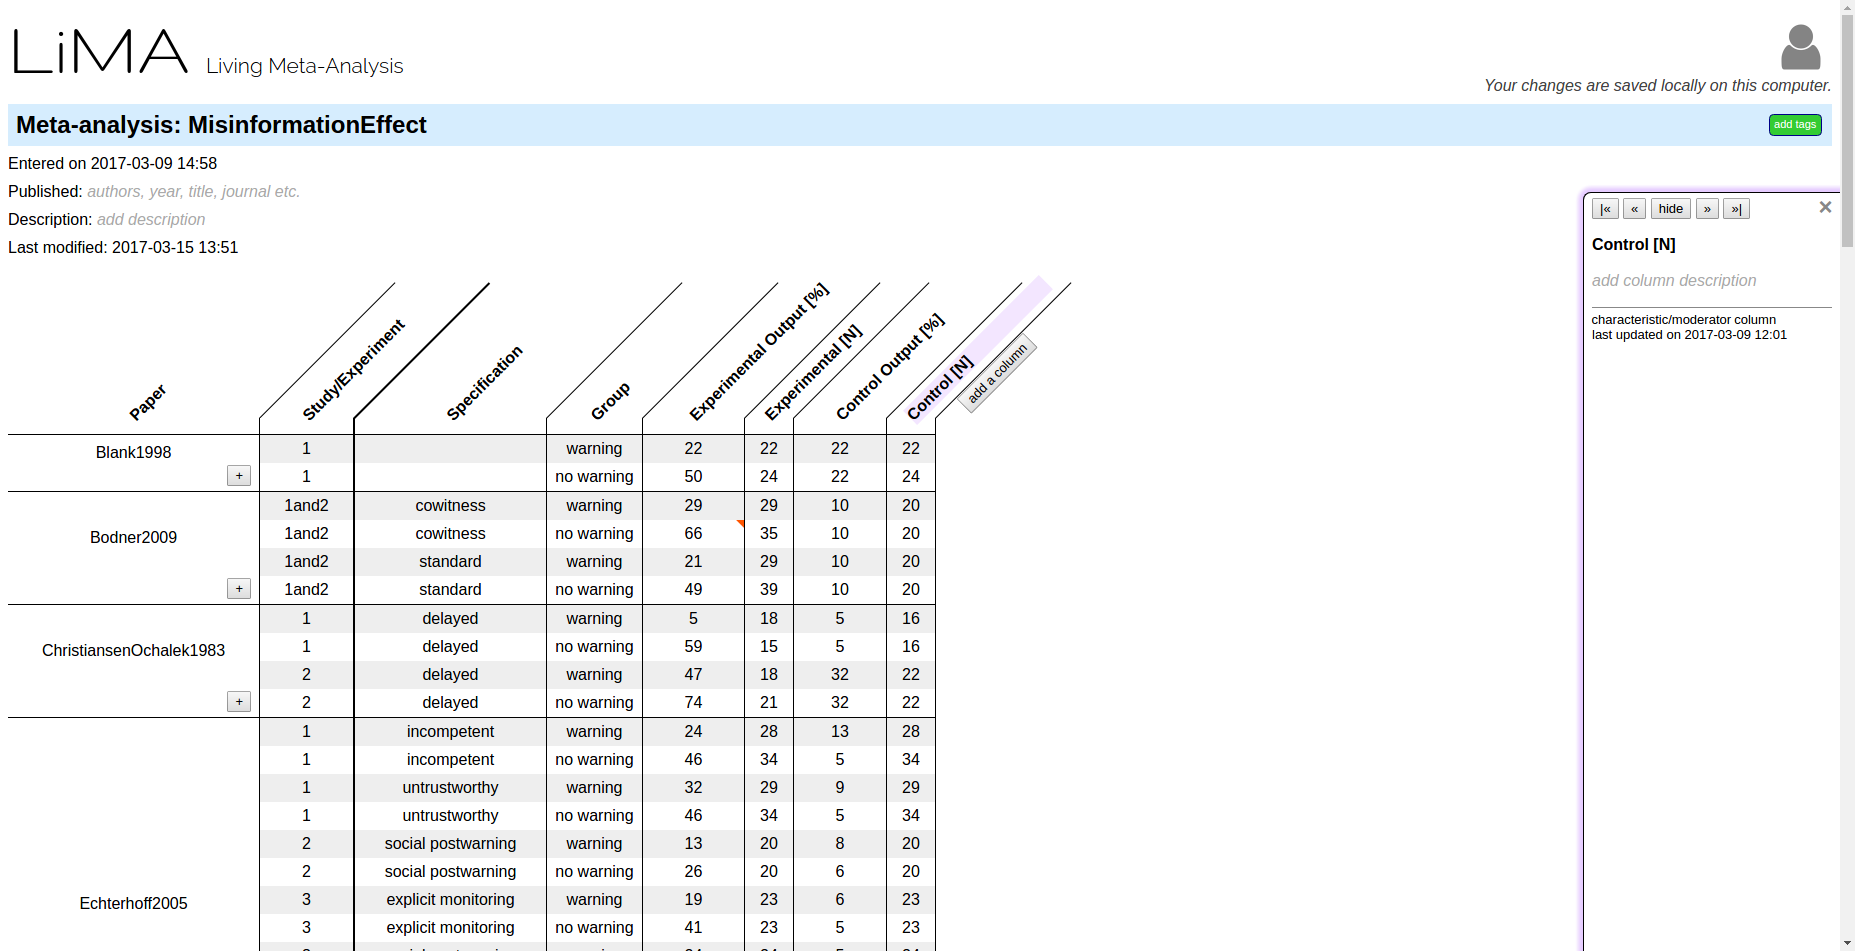 LiMA Living Meta-Analysis
Your changes are saved locally on this computer.
Meta-analysis: MisinformationEffect
add tags
Entered on 2017-03-09 14:58
Published: authors, year, title, journal etc.
Description: add description
Last modified: 2017-03-15 13:51
|« « hide » »| ×
Control [N]
add column description
characteristic/moderator column
last updated on 2017-03-09 12:01
Paper Study/Experiment Specification Group Experimental Output [%] Experimental [N] Control Output [%] Control [N] add a column
Blank1998
+
1 warning 22 22 22 22
1 no warning 50 24 22 24
Bodner2009
+
1and2 cowitness warning 29 29 10 20
1and2 cowitness no warning 66 35 10 20
1and2 standard warning 21 29 10 20
1and2 standard no warning 49 39 10 20
ChristiansenOchalek1983
+
1 delayed warning 5 18 5 16
1 delayed no warning 59 15 5 16
2 delayed warning 47 18 32 22
2 delayed no warning 74 21 32 22
Echterhoff2005
1 incompetent warning 24 28 13 28
1 incompetent no warning 46 34 5 34
1 untrustworthy warning 32 29 9 29
1 untrustworthy no warning 46 34 5 34
2 social postwarning warning 13 20 8 20
2 social postwarning no warning 26 20 6 20
3 explicit monitoring warning 19 23 6 23
3 explicit monitoring no warning 41 23 5 23